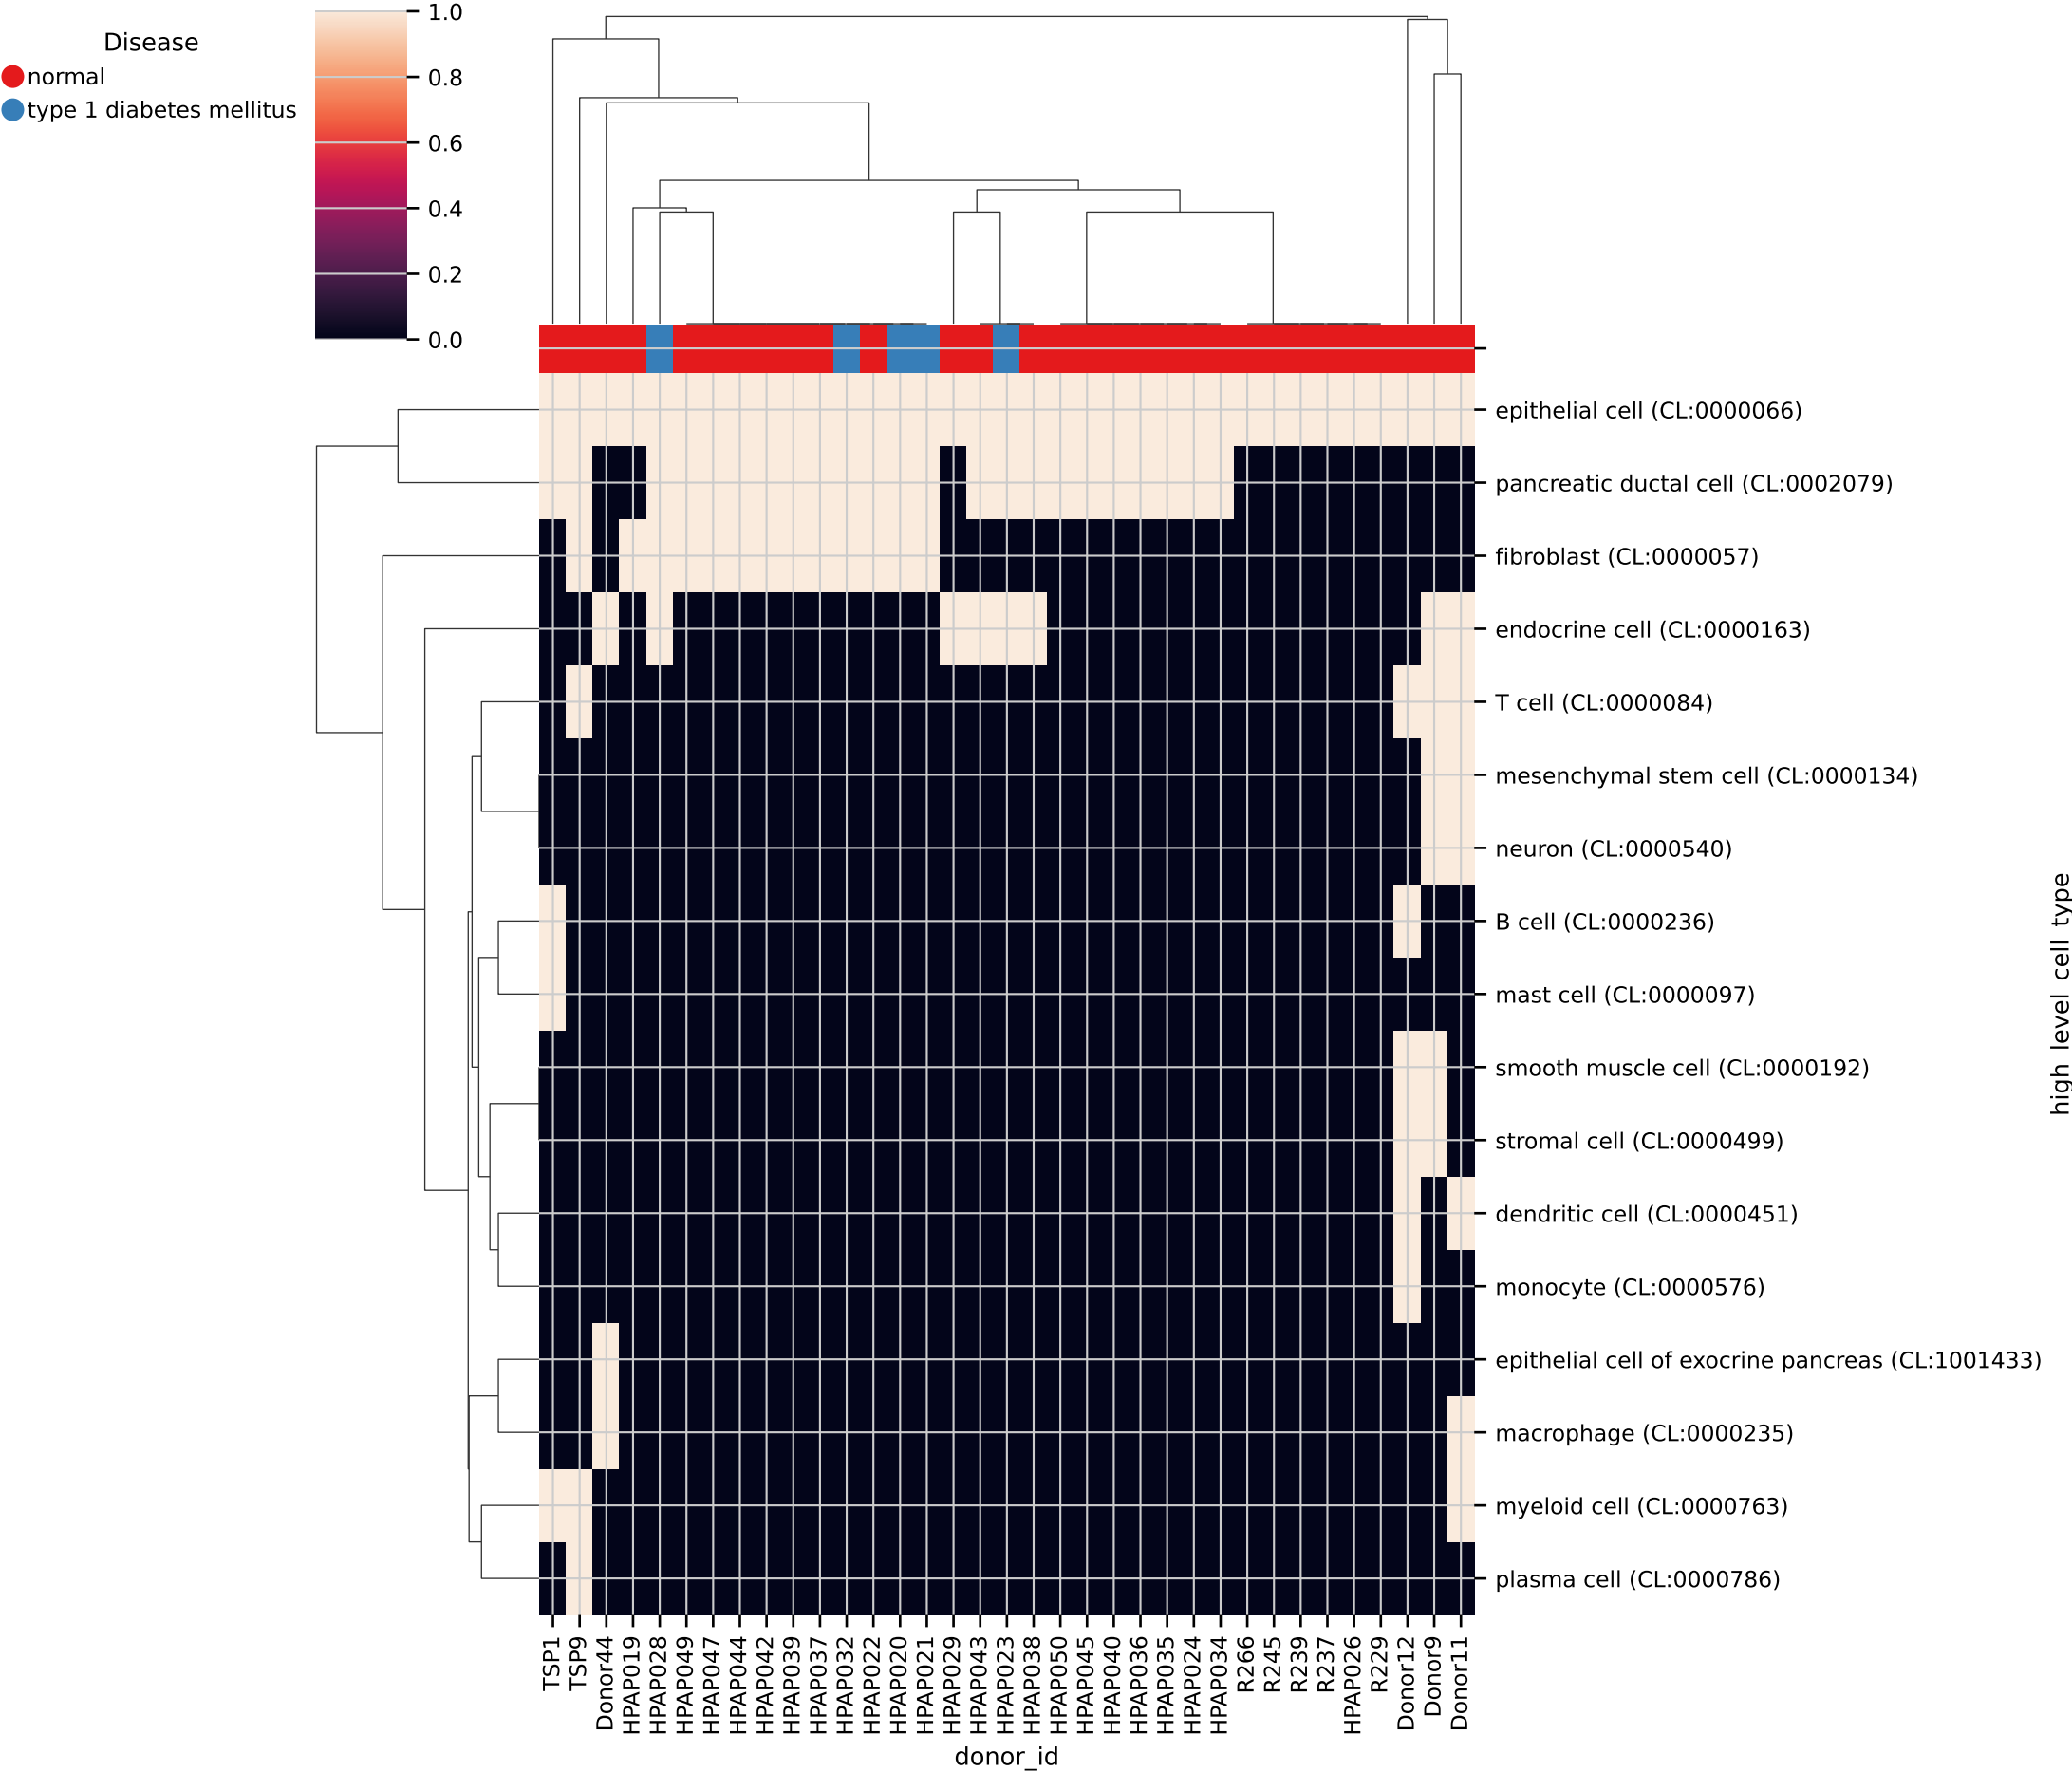 Disease
normal
type 1 diabetes mellitus
1.0
0.8
0.6
0.4
0.2
0.0
epithelial cell (CL:0000066)
pancreatic ductal cell (CL:0002079)
fibroblast (CL:0000057)
endocrine cell (CL:0000163)
T cell (CL:0000084)
mesenchymal stem cell (CL:0000134)
neuron (CL:0000540)
B cell (CL:0000236)
mast cell (CL:0000097)
smooth muscle cell (CL:0000192)
stromal cell (CL:0000499)
dendritic cell (CL:0000451)
monocyte (CL:0000576)
epithelial cell of exocrine pancreas (CL:1001433)
macrophage (CL:0000235)
myeloid cell (CL:0000763)
plasma cell (CL:0000786)
high level cell type
TSP1
TSP9
Donor44
HPAP019
HPAP028
HPAP049
HPAP047
HPAP044
HPAP042
HPAP039
HPAP037
HPAP032
HPAP022
HPAP020
HPAP021
HPAP029
HPAP043
HPAP023
HPAP038
HPAP050
HPAP045
HPAP040
HPAP036
HPAP035
HPAP024
HPAP034
R266
R245
R239
R237
HPAP026
R229
Donor12
Donor9
Donor11
donor_id